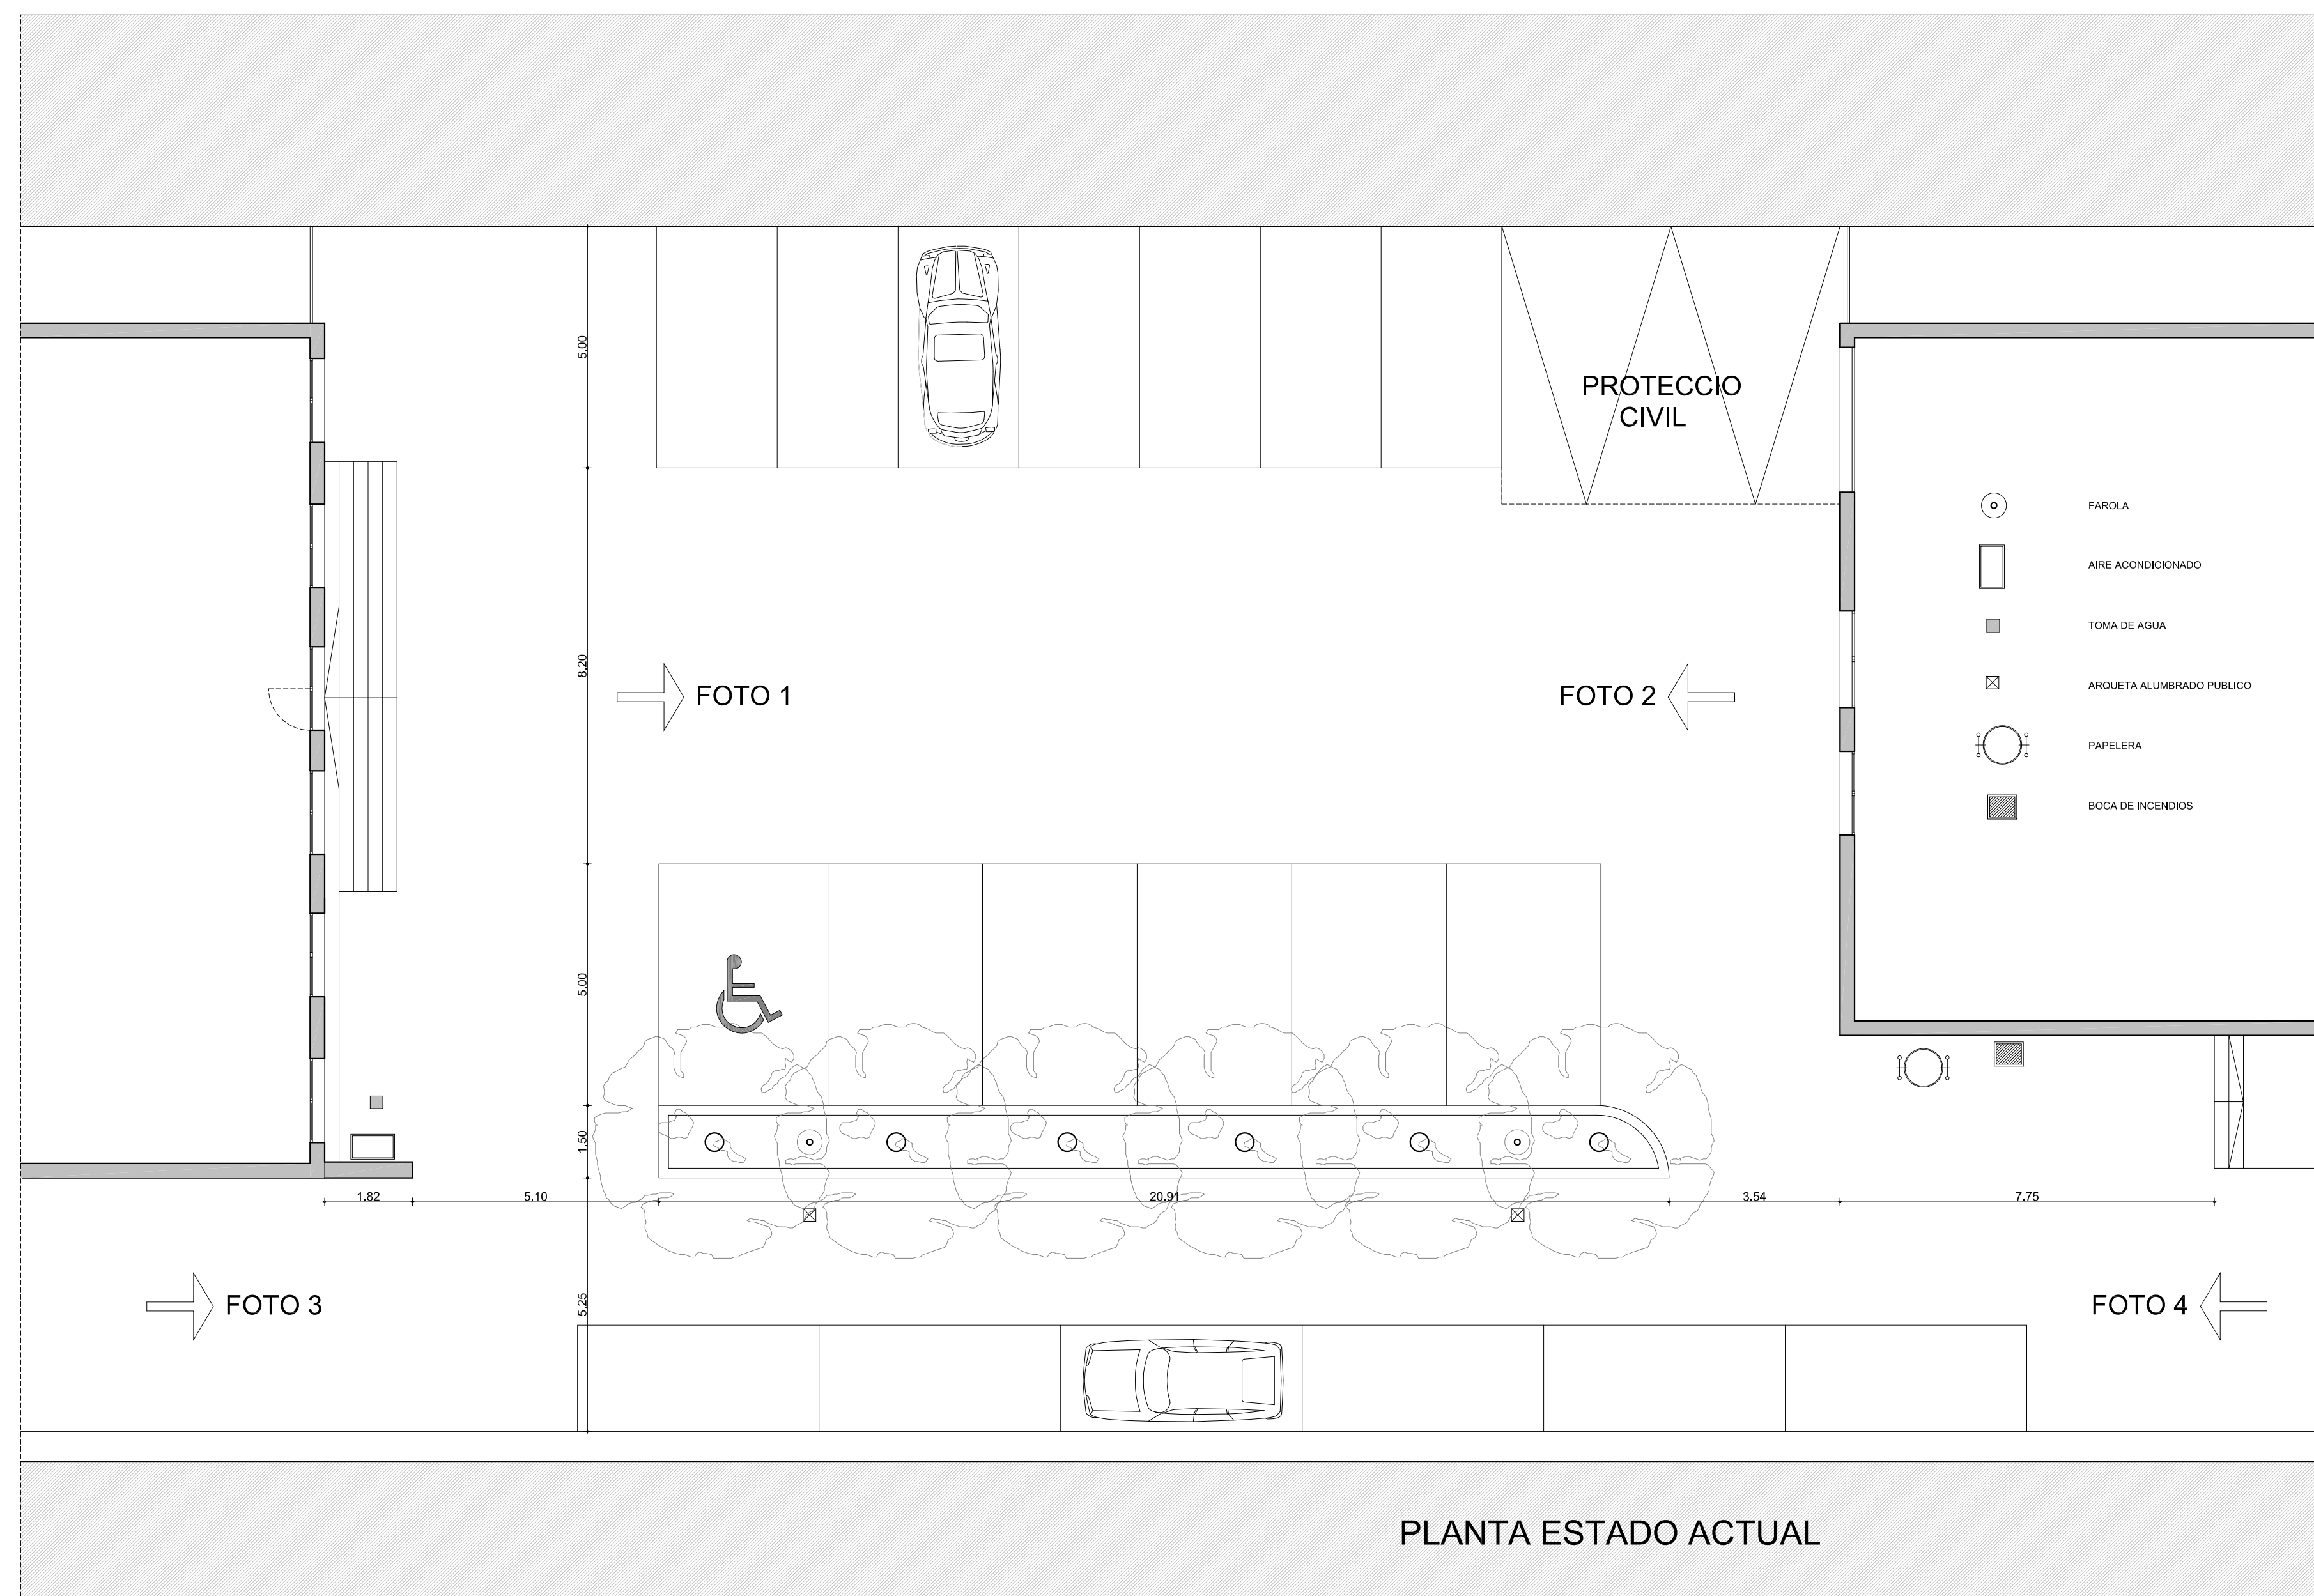 5.00
PROTECCIO
CIVIL
FAROLA
AIRE ACONDICIONADO
TOMA DE AGUA
8.20
FOTO 1
FOTO 2
ARQUETA ALUMBRADO PUBLICO
PAPELERA
BOCA DE INCENDIOS
5.00
1.50
1.82
5.10
20.91
3.54
7.75
5.25
FOTO 3
FOTO 4
PLANTA ESTADO ACTUAL